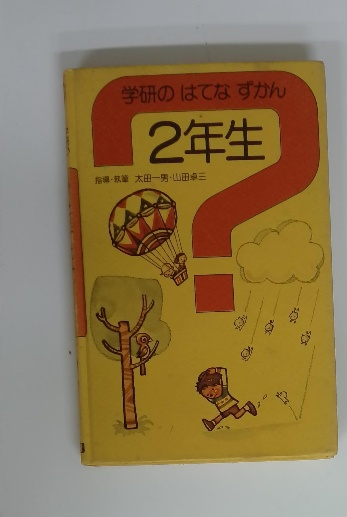 学研の はてな ずかん
2年生
指導・執筆 太田一男・山田卓三